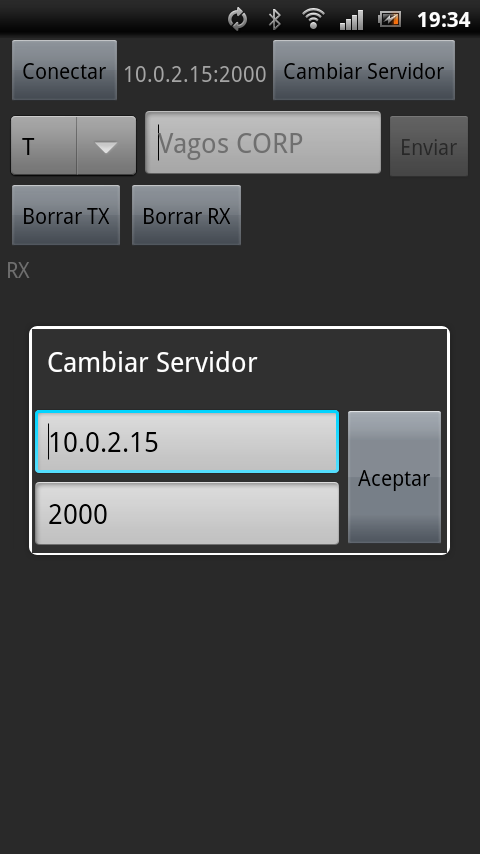 19:34
Conectar 10.0.2.15:2000 Cambiar Servidor
T Vagos CORP Enviar
Borrar TX Borrar RX
RX
Cambiar Servidor
10.0.2.15
Aceptar
2000